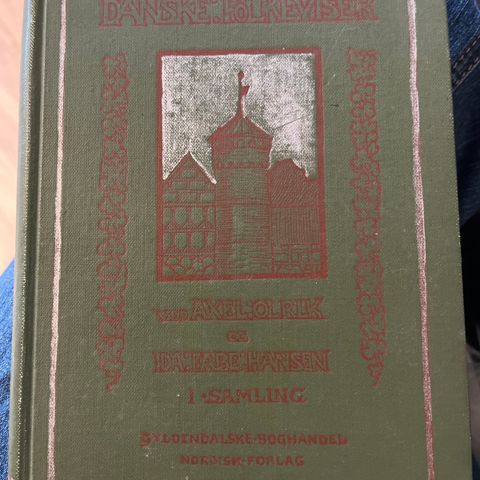 DANSKE·FOLKEVISER
VED AXEL·OLRIK
OG
IDA·FALBE·HANSEN
I·SAMLING
GYLDENDALSKE·BOGHANDEL
NORDISK·FORLAG